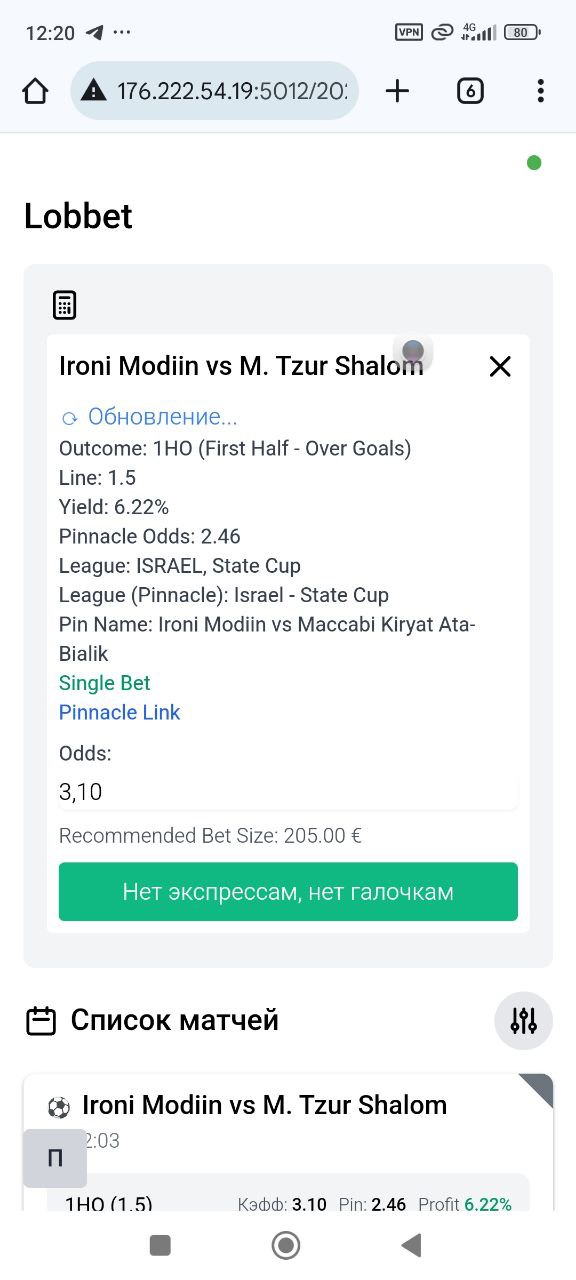 12:20
VPN 4G 80
176.222.54.19:5012/20
6
Lobbet
Ironi Modiin vs M. Tzur Shalom
Обновление...
Outcome: 1HO (First Half - Over Goals)
Line: 1.5
Yield: 6.22%
Pinnacle Odds: 2.46
League: ISRAEL, State Cup
League (Pinnacle): Israel - State Cup
Pin Name: Ironi Modiin vs Maccabi Kiryat Ata-
Bialik
Single Bet
Pinnacle Link
Odds:
3,10
Recommended Bet Size: 205.00 €
Нет экспрессам, нет галочкам
Список матчей
Ironi Modiin vs M. Tzur Shalom
2:03
П
1HO (1.5) Кэфф: 3.10 Pin: 2.46 Profit 6.22%